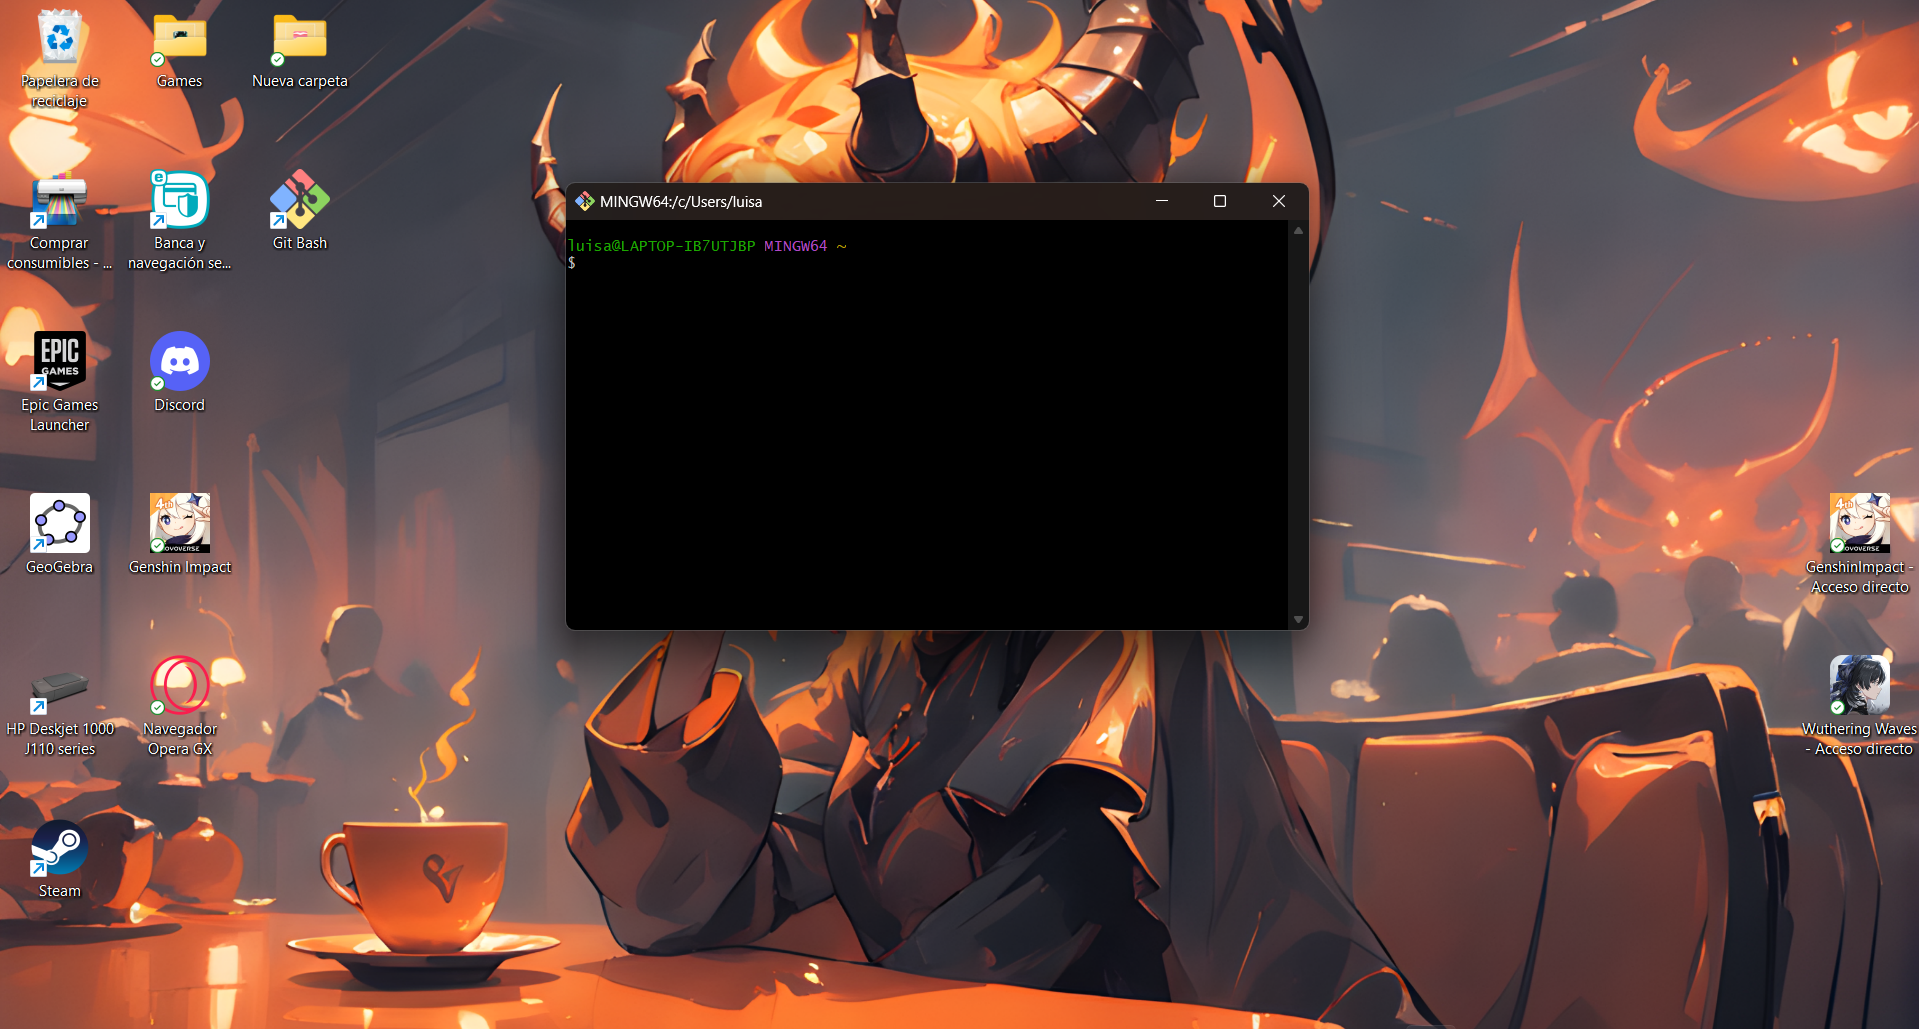 Papelera de
reciclaje
Games
Nueva carpeta
Comprar
consumibles - ...
Banca y
navegación se...
Git Bash
MINGW64:/c/Users/luisa
luisa@LAPTOP-IB7UTJBP MINGW64 ~
$
EPIC
GAMES
Epic Games
Launcher
Discord
GeoGebra
4th
Genshin Impact
4th
GenshinImpact -
Acceso directo
HP Deskjet 1000
J110 series
Navegador
Opera GX
Wuthering Waves
- Acceso directo
Steam